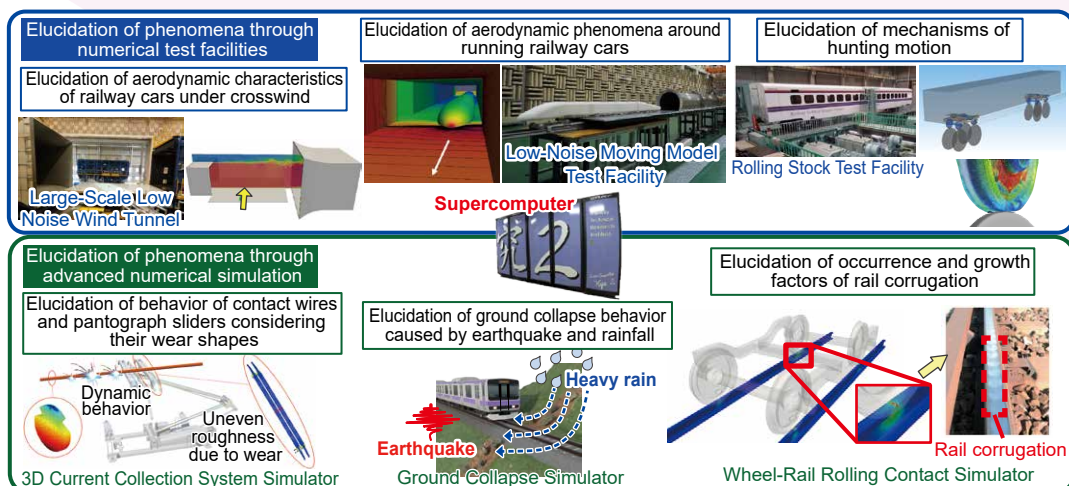 Elucidation of phenomena through
numerical test facilities
Elucidation of aerodynamic characteristics
of railway cars under crosswind
Large-Scale Low
Noise Wind Tunnel
Elucidation of aerodynamic phenomena around
running railway cars
Low-Noise Moving Model
Test Facility
Elucidation of mechanisms of
hunting motion
Rolling Stock Test Facility
Supercomputer
究2
Elucidation of phenomena through
advanced numerical simulation
Elucidation of behavior of contact wires
and pantograph sliders considering
their wear shapes
Dynamic
behavior
Uneven
roughness
due to wear
3D Current Collection System Simulator
Elucidation of ground collapse behavior
caused by earthquake and rainfall
Heavy rain
Earthquake
Ground Collapse Simulator
Elucidation of occurrence and growth
factors of rail corrugation
Rail corrugation
Wheel-Rail Rolling Contact Simulator